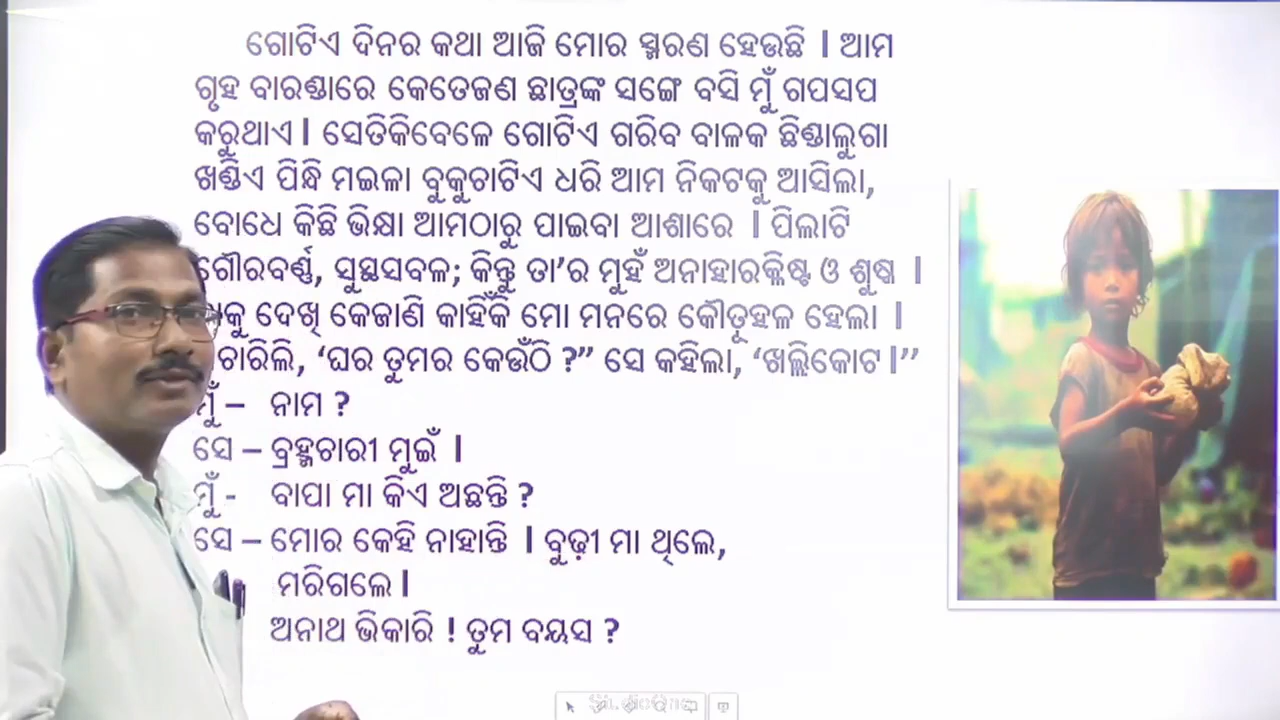 ଗୋଟିଏ ଦିନର କଥା ଆଜି ମୋର ସ୍ମରଣ ହେଉଛି । ଆମ
ଗୃହ ବାରଣ୍ଡାରେ କେତେଜଣ ଛାତ୍ରଙ୍କ ସଙ୍ଗେ ବସି ମୁଁ ଗପସପ
କରୁଥାଏ । ସେତିକିବେଳେ ଗୋଟିଏ ଗରିବ ବାଳକ ଛିଣ୍ଡାଲୁଗା
ଖଣ୍ଡିଏ ପିନ୍ଧି ମଇଳା ବୁକୁଚାଟିଏ ଧରି ଆମ ନିକଟକୁ ଆସିଲା,
ବୋଧେ କିଛି ଭିକ୍ଷା ଆମଠାରୁ ପାଇବା ଆଶାରେ । ପିଲାଟି
ଗୌରବର୍ଣ୍ଣ, ସୁସ୍ଥସବଳ; କିନ୍ତୁ ତା’ର ମୁହଁ ଅନାହାରକ୍ଳିଷ୍ଟ ଓ ଶୁଷ୍କ ।
କୁ ଦେଖି କେଜାଣି କାହିଁକି ମୋ ମନରେ କୌତୂହଳ ହେଲା ।
ଚାରିଲି, ‘ଘର ତୁମର କେଉଁଠି ?” ସେ କହିଲା, ‘ଖଲ୍ଲିକୋଟ ।’’
ମୁଁ – ନାମ ?
ସେ – ବ୍ରହ୍ମଚାରୀ ମୁଇଁ ।
ମୁଁ - ବାପା ମା କିଏ ଅଛନ୍ତି ?
ସେ – ମୋର କେହି ନାହାନ୍ତି । ବୁଢ଼ୀ ମା ଥିଲେ,
ମରିଗଲେ ।
ଅନାଥ ଭିକାରି ! ତୁମ ବୟସ ?